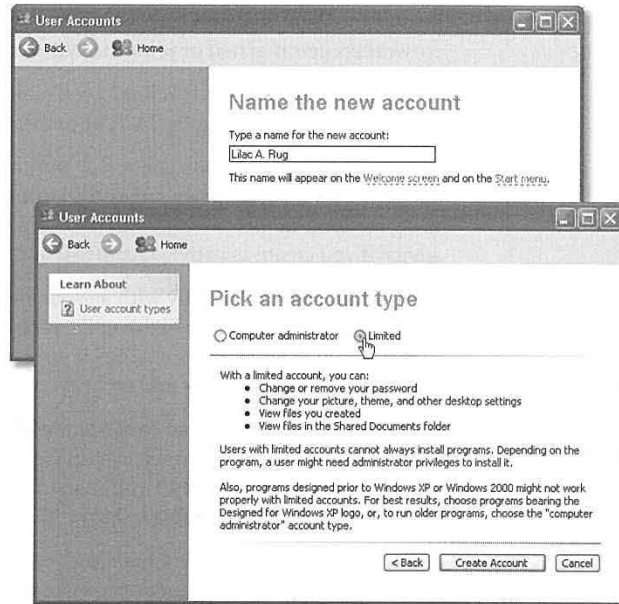 User Accounts
Back Home
Name the new account
Type a name for the new account:
Lilac A. Rug
This name will appear on the Welcome screen and on the Start menu.
User Accounts
Back Home
Learn About
User account types
Pick an account type
Computer administrator Limited
With a limited account, you can:
• Change or remove your password
• Change your picture, theme, and other desktop settings
• View files you created
• View files in the Shared Documents folder
Users with limited accounts cannot always install programs. Depending on the
program, a user might need administrator privileges to install it.
Also, programs designed prior to Windows XP or Windows 2000 might not work
properly with limited accounts. For best results, choose programs bearing the
Designed for Windows XP logo, or, to run older programs, choose the "computer
administrator" account type.
< Back Create Account Cancel